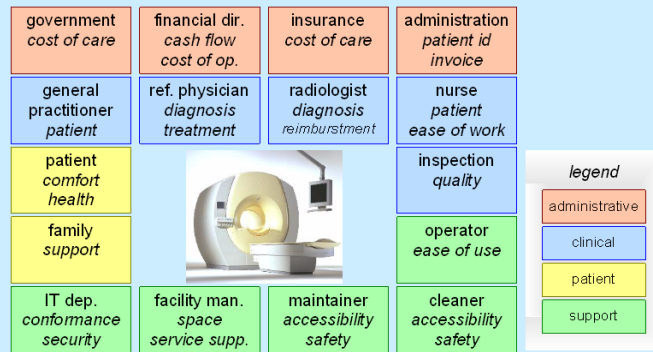 government
cost of care
financial dir.
cash flow
cost of op.
insurance
cost of care
administration
patient id
invoice
general
practitioner
patient
ref. physician
diagnosis
treatment
radiologist
diagnosis
reimburstment
nurse
patient
ease of work
patient
comfort
health
inspection
quality
family
support
operator
ease of use
IT dep.
conformance
security
facility man.
space
service supp.
maintainer
accessibility
safety
cleaner
accessibility
safety
legend
administrative
clinical
patient
support